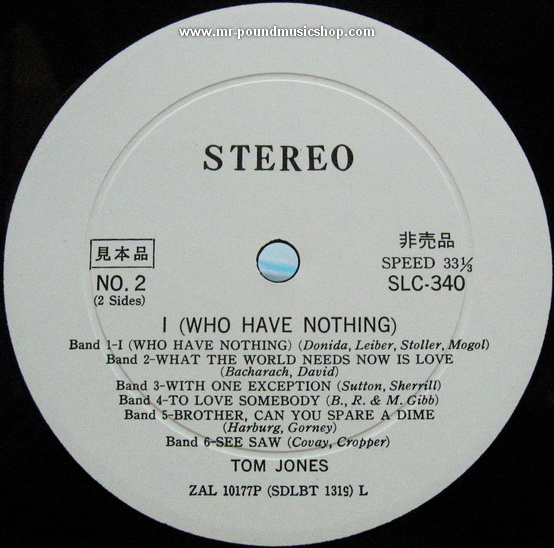 www.mr-poundmusicshop.com
STEREO
見本品
非売品
NO. 2
SPEED 33⅓
(2 Sides)
SLC-340
I (WHO HAVE NOTHING)
Band 1-I (WHO HAVE NOTHING) (Donida, Leiber, Stoller, Mogol)
Band 2-WHAT THE WORLD NEEDS NOW IS LOVE
(Bacharach, David)
Band 3-WITH ONE EXCEPTION (Sutton, Sherrill)
Band 4-TO LOVE SOMEBODY (B., R. & M. Gibb)
Band 5-BROTHER, CAN YOU SPARE A DIME
(Harburg, Gorney)
Band 6-SEE SAW (Covay, Cropper)
TOM JONES
ZAL 10177P (SDLBT 1319) L